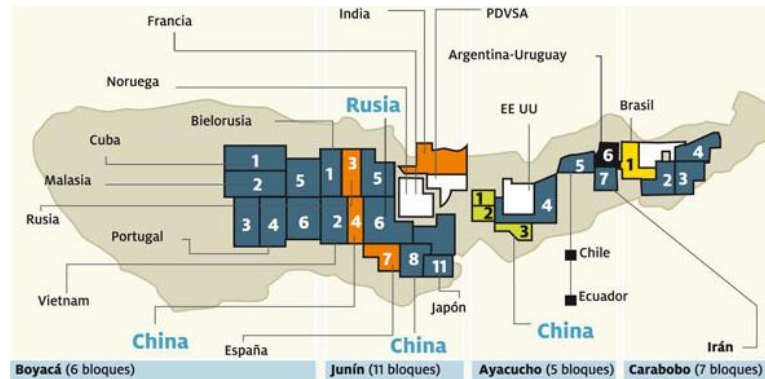 Francia
India
PDVSA
Argentina-Uruguay
Noruega
Rusia
EE UU
Brasil
Bielorusia
Cuba
Malasia
Rusia
Portugal
Vietnam
China
España
China
Japón
China
Chile
Ecuador
Irán
1
2
3
4
5
6
1
2
3
4
5
6
7
8
11
1
2
3
4
5
6
7
1
2
3
4
Boyacá (6 bloques)
Junín (11 bloques)
Ayacucho (5 bloques)
Carabobo (7 bloques)